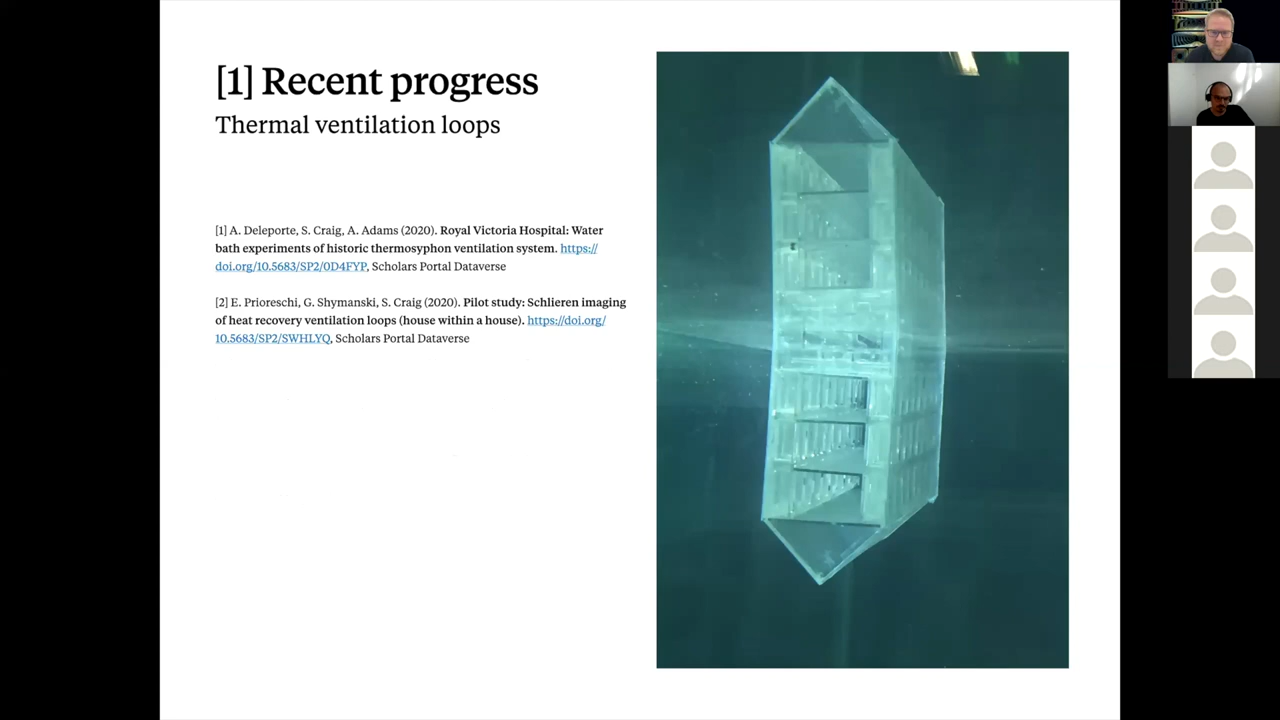 [1] Recent progress
Thermal ventilation loops
[1] A. Deleporte, S. Craig, A. Adams (2020). Royal Victoria Hospital: Water
bath experiments of historic thermosyphon ventilation system. https://
doi.org/10.5683/SP2/0D4FYP, Scholars Portal Dataverse
[2] E. Prioreschi, G. Shymanski, S. Craig (2020). Pilot study: Schlieren imaging
of heat recovery ventilation loops (house within a house). https://doi.org/
10.5683/SP2/SWHLYQ, Scholars Portal Dataverse